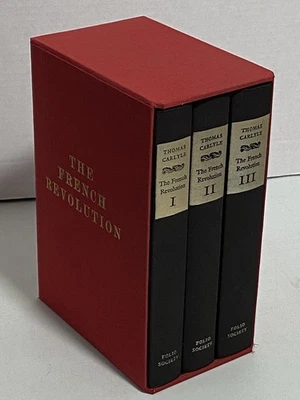 THE
FRENCH
REVOLUTION
THOMAS
CARLYLE
The French
Revolution
I
FOLIO
SOCIETY
THOMAS
CARLYLE
The French
Revolution
II
FOLIO
SOCIETY
THOMAS
CARLYLE
The French
Revolution
III
FOLIO
SOCIETY